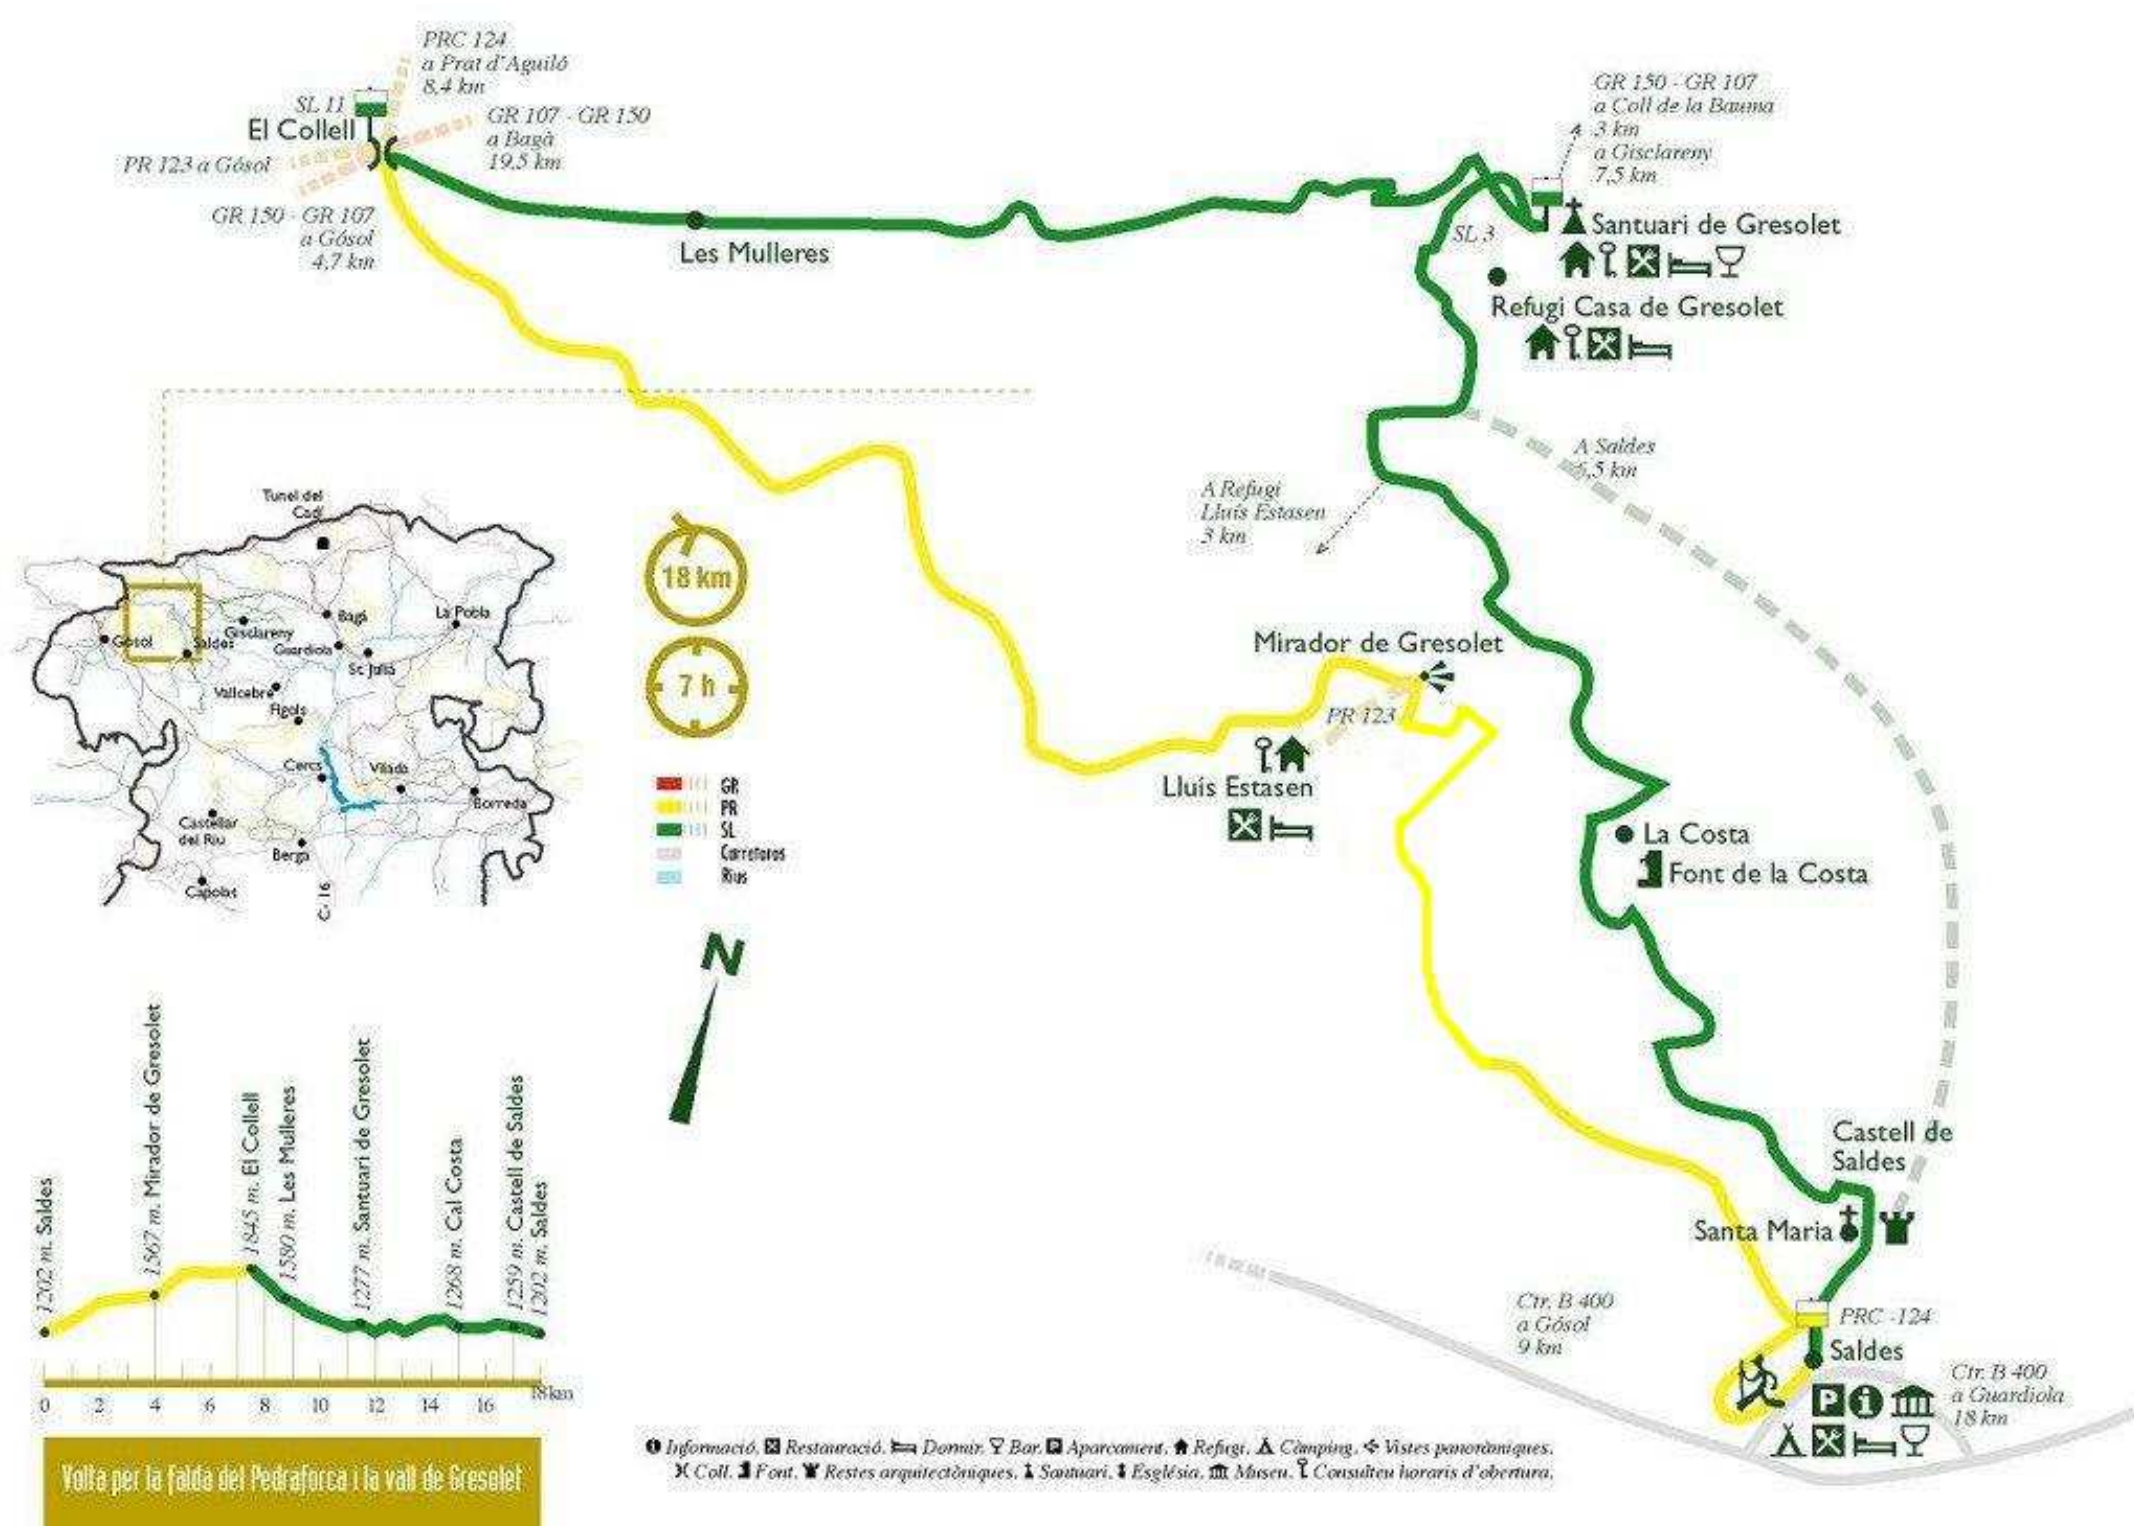 PRC 124
a Prat d'Aguiló
8,4 km
SL 11
El Collell
GR 107 - GR 150
a Bagà
19,5 km
PR 123 a Gósol
GR 150 - GR 107
a Gósol
4,7 km
Les Mulleres
GR 150 - GR 107
a Coll de la Bauma
3 km
a Gisclareny
7,5 km
SL 3
Santuari de Gresolet
Refugi Casa de Gresolet
A Saldes
5,5 km
A Refugi
Lluís Estasen
3 km
Mirador de Gresolet
PR 123
Lluís Estasen
La Costa
Font de la Costa
Castell de
Saldes
Santa Maria
PRC -124
Saldes
Ctr. B 400
a Gósol
9 km
Ctr. B 400
a Guardiola
18 km
P i
Tunel del
Cadí
Bagà
La Pobla
Gósol
Saldes
Gisclareny
Guardiola
St. Julià
Vallcebre
Fígols
Cercs
Vilada
Borredà
Castellar
del Riu
Berga
Capolat
C-16
18 km
7 h
GR
PR
SL
Carreteres
Rius
N
1202 m. Saldes
1567 m. Mirador de Gresolet
1845 m. El Collell
1580 m. Les Mulleres
1277 m. Santuari de Gresolet
1268 m. Cal Costa
1259 m. Castell de Saldes
1202 m. Saldes
0 2 4 6 8 10 12 14 16 18km
Volta per la falda del Pedraforca i la vall de Gresolet
Informació. Restauració. Dormir. Bar. Aparcament. Refugi. Càmping. Vistes panoràmiques.
Coll. Font. Restes arquitectòniques. Santuari. Església. Museu. Consulteu horaris d'obertura.